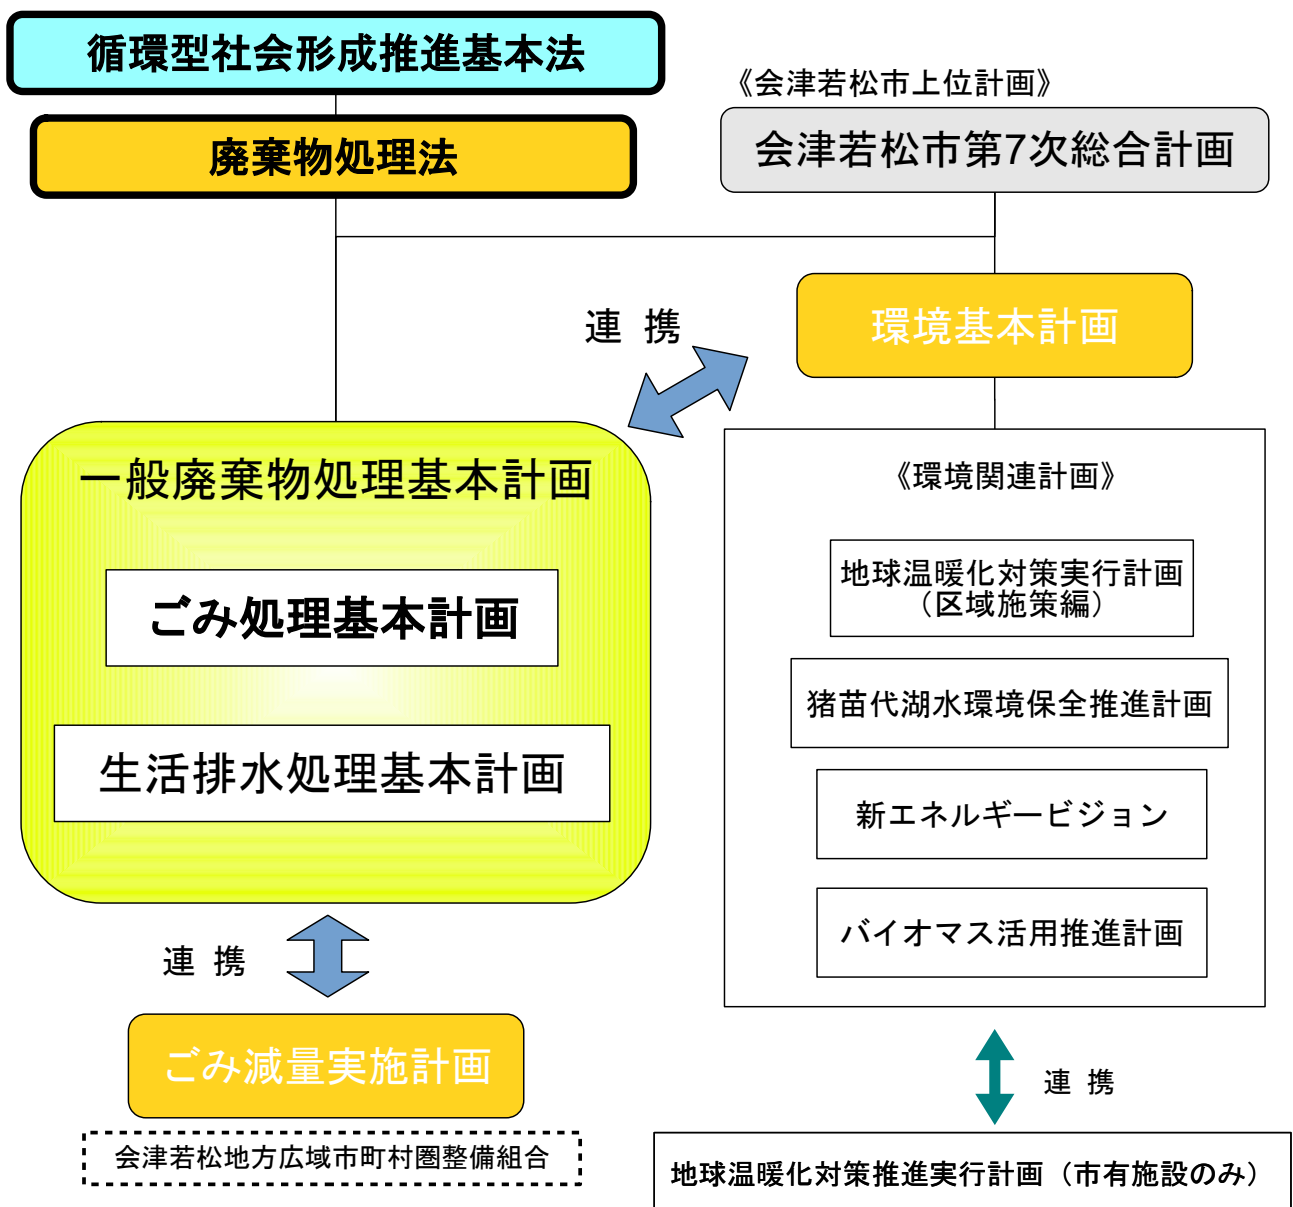 循環型社会形成推進基本法
廃棄物処理法
《会津若松市上位計画》
会津若松市第7次総合計画
連 携
環境基本計画
一般廃棄物処理基本計画
ごみ処理基本計画
生活排水処理基本計画
《環境関連計画》
地球温暖化対策実行計画
（区域施策編）
猪苗代湖水環境保全推進計画
新エネルギービジョン
バイオマス活用推進計画
連 携
ごみ減量実施計画
会津若松地方広域市町村圏整備組合
連 携
地球温暖化対策推進実行計画（市有施設のみ）